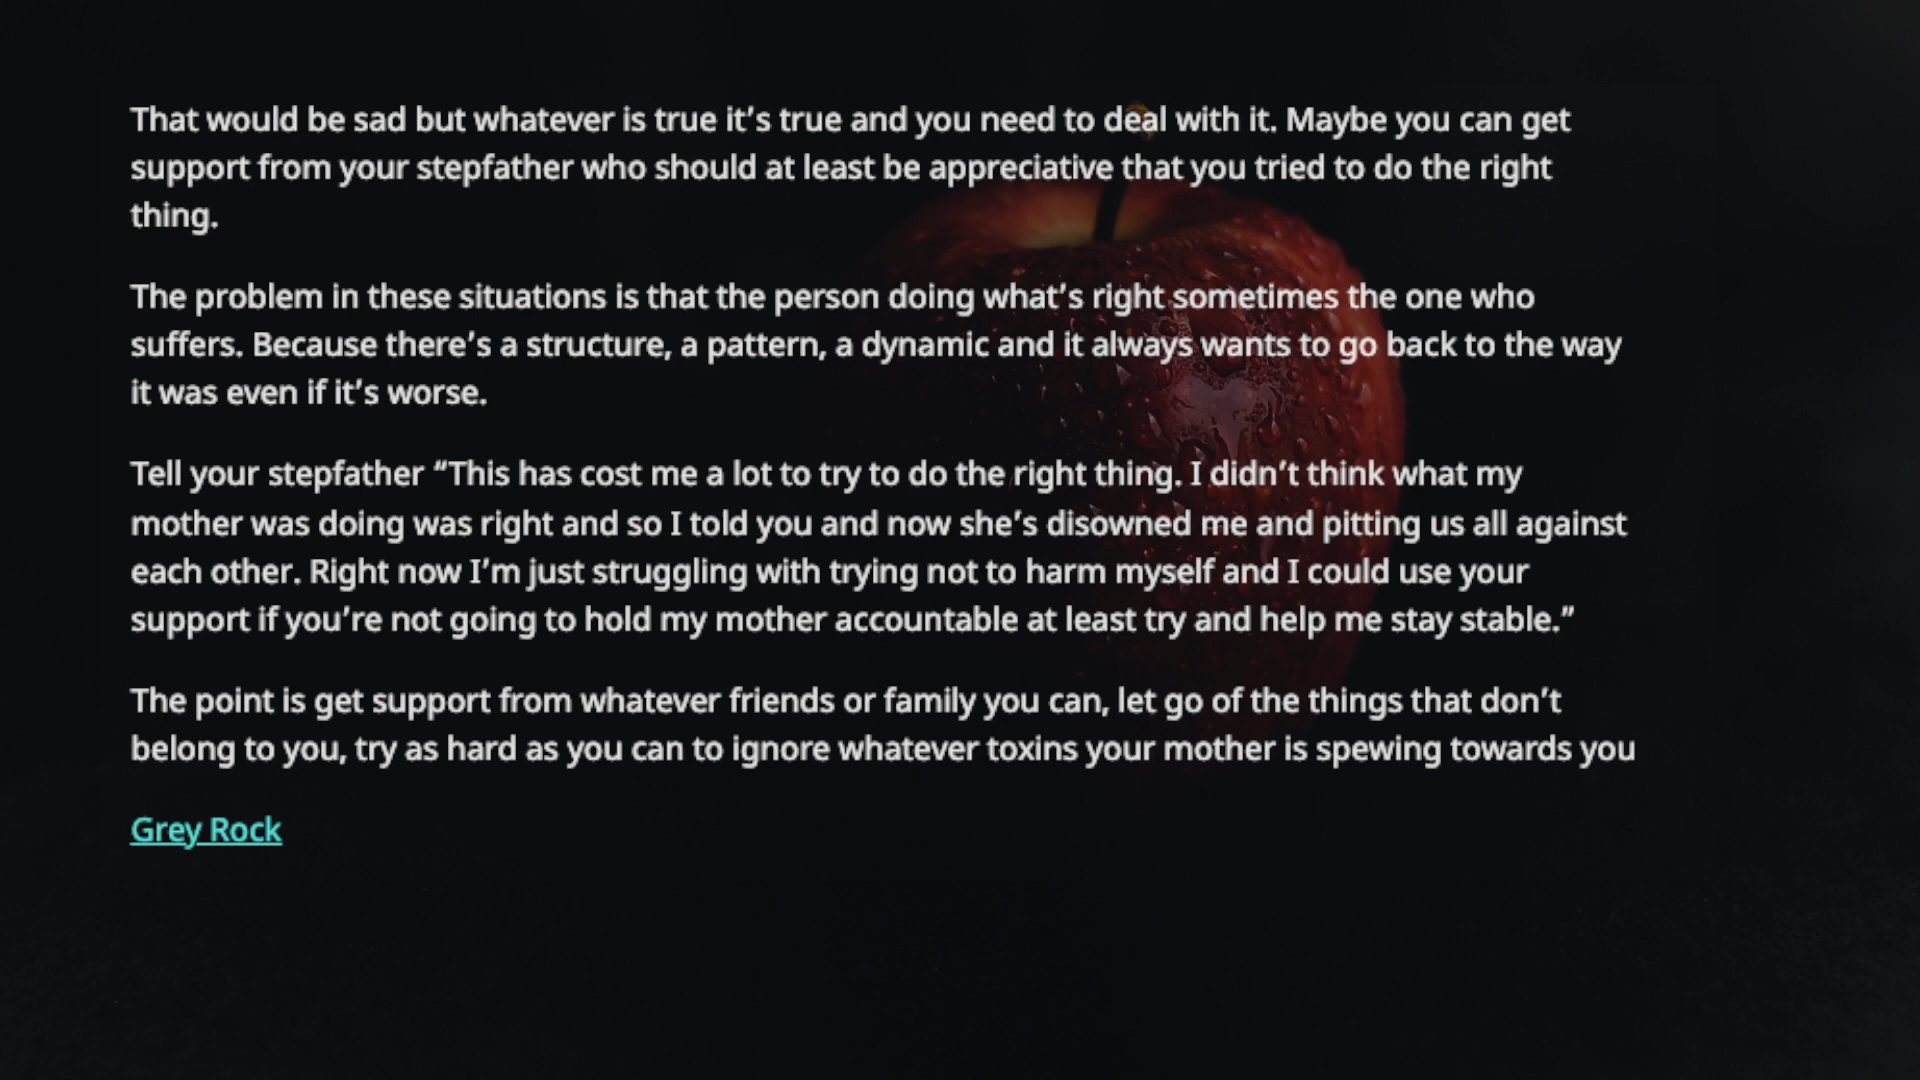 That would be sad but whatever is true it’s true and you need to deal with it. Maybe you can get
support from your stepfather who should at least be appreciative that you tried to do the right
thing.
The problem in these situations is that the person doing what’s right sometimes the one who
suffers. Because there’s a structure, a pattern, a dynamic and it always wants to go back to the way
it was even if it’s worse.
Tell your stepfather “This has cost me a lot to try to do the right thing. I didn’t think what my
mother was doing was right and so I told you and now she’s disowned me and pitting us all against
each other. Right now I’m just struggling with trying not to harm myself and I could use your
support if you’re not going to hold my mother accountable at least try and help me stay stable.”
The point is get support from whatever friends or family you can, let go of the things that don’t
belong to you, try as hard as you can to ignore whatever toxins your mother is spewing towards you
Grey Rock